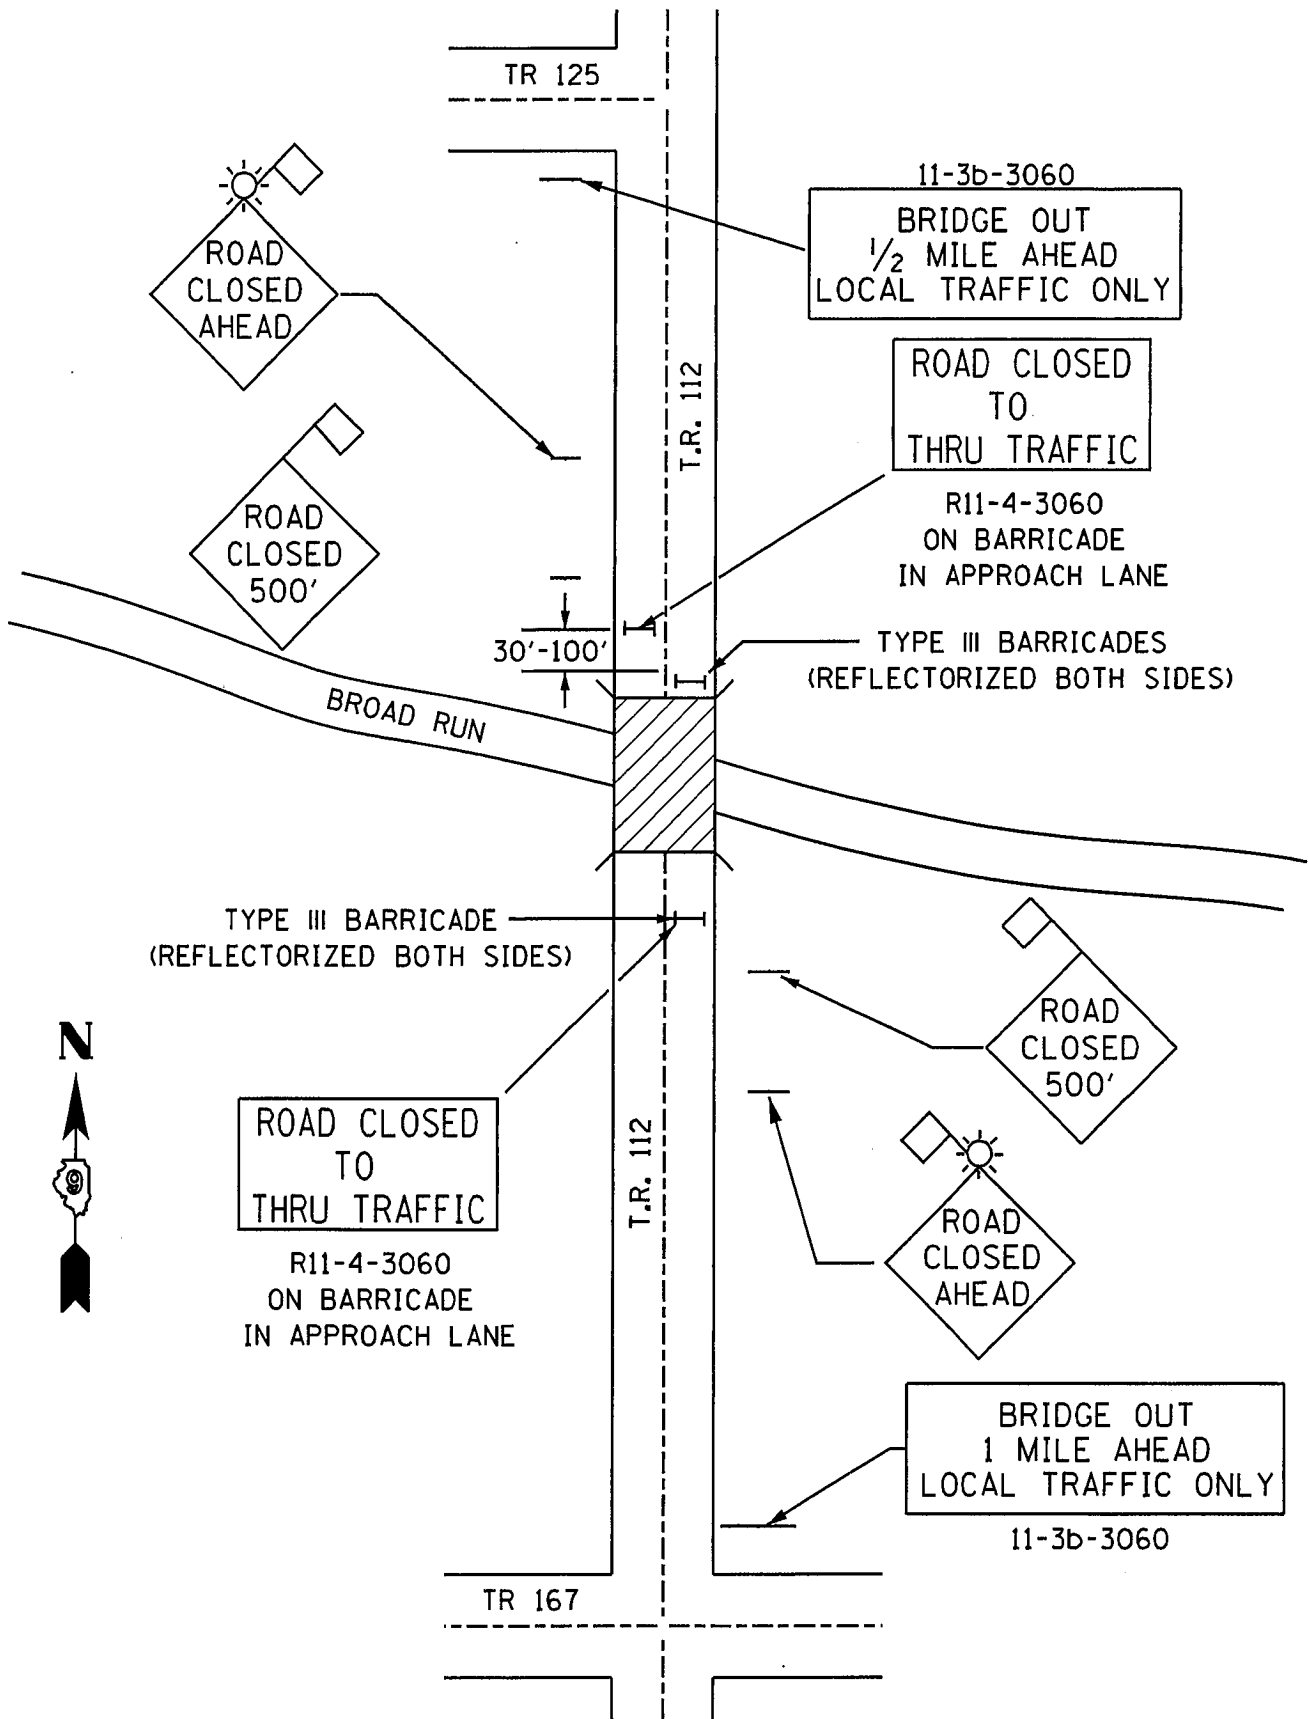 TR 125
11-3b-3060
BRIDGE OUT
1/2 MILE AHEAD
LOCAL TRAFFIC ONLY
ROAD
CLOSED
AHEAD
ROAD CLOSED
TO
THRU TRAFFIC
T.R. 112
R11-4-3060
ON BARRICADE
IN APPROACH LANE
ROAD
CLOSED
500'
30'-100'
TYPE III BARRICADES
(REFLECTORIZED BOTH SIDES)
BROAD RUN
TYPE III BARRICADE
(REFLECTORIZED BOTH SIDES)
ROAD
CLOSED
500'
N
9
ROAD CLOSED
TO
THRU TRAFFIC
T.R. 112
R11-4-3060
ON BARRICADE
IN APPROACH LANE
ROAD
CLOSED
AHEAD
BRIDGE OUT
1 MILE AHEAD
LOCAL TRAFFIC ONLY
11-3b-3060
TR 167